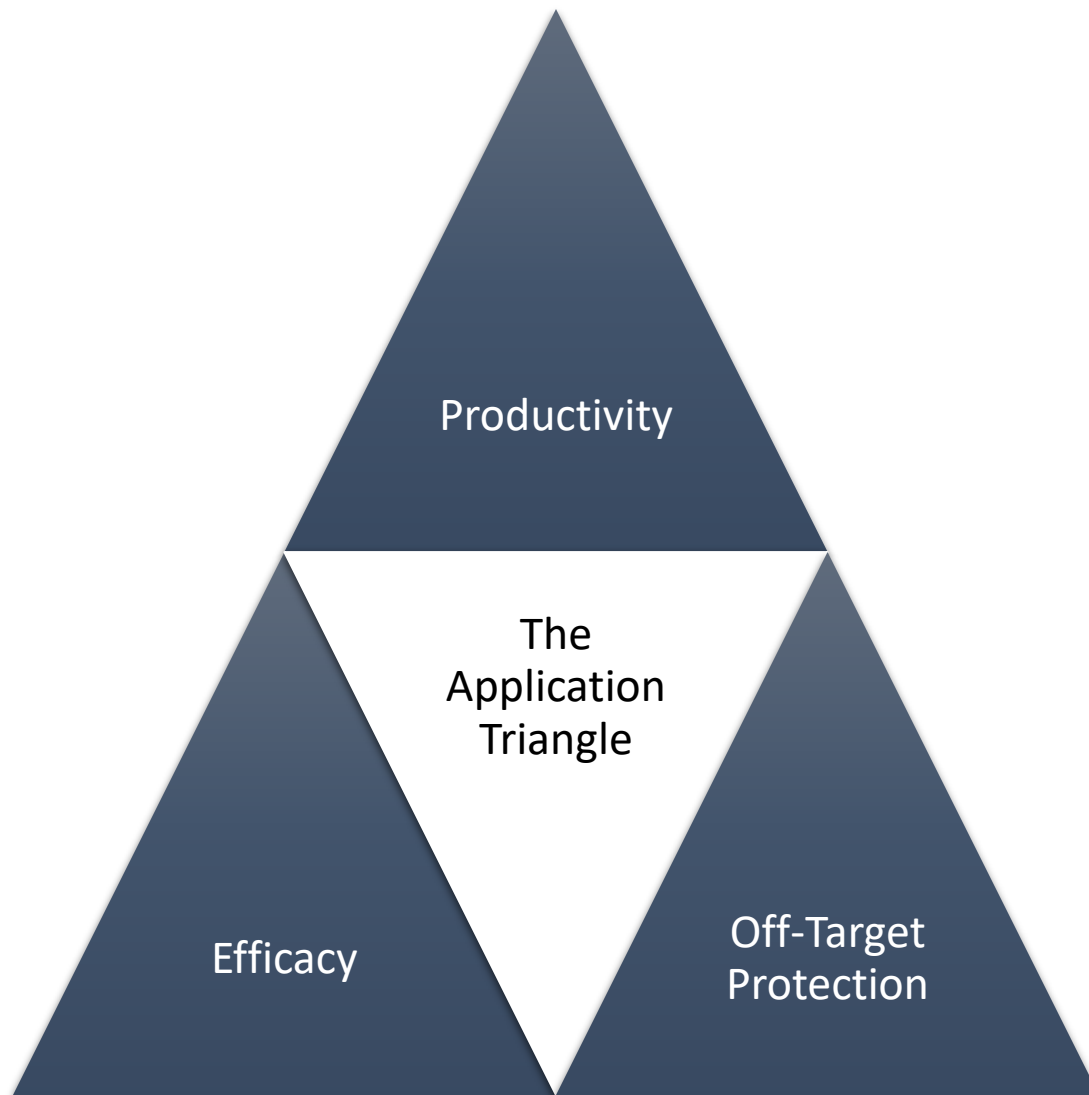 Productivity
The
Application
Triangle
Efficacy
Off-Target
Protection